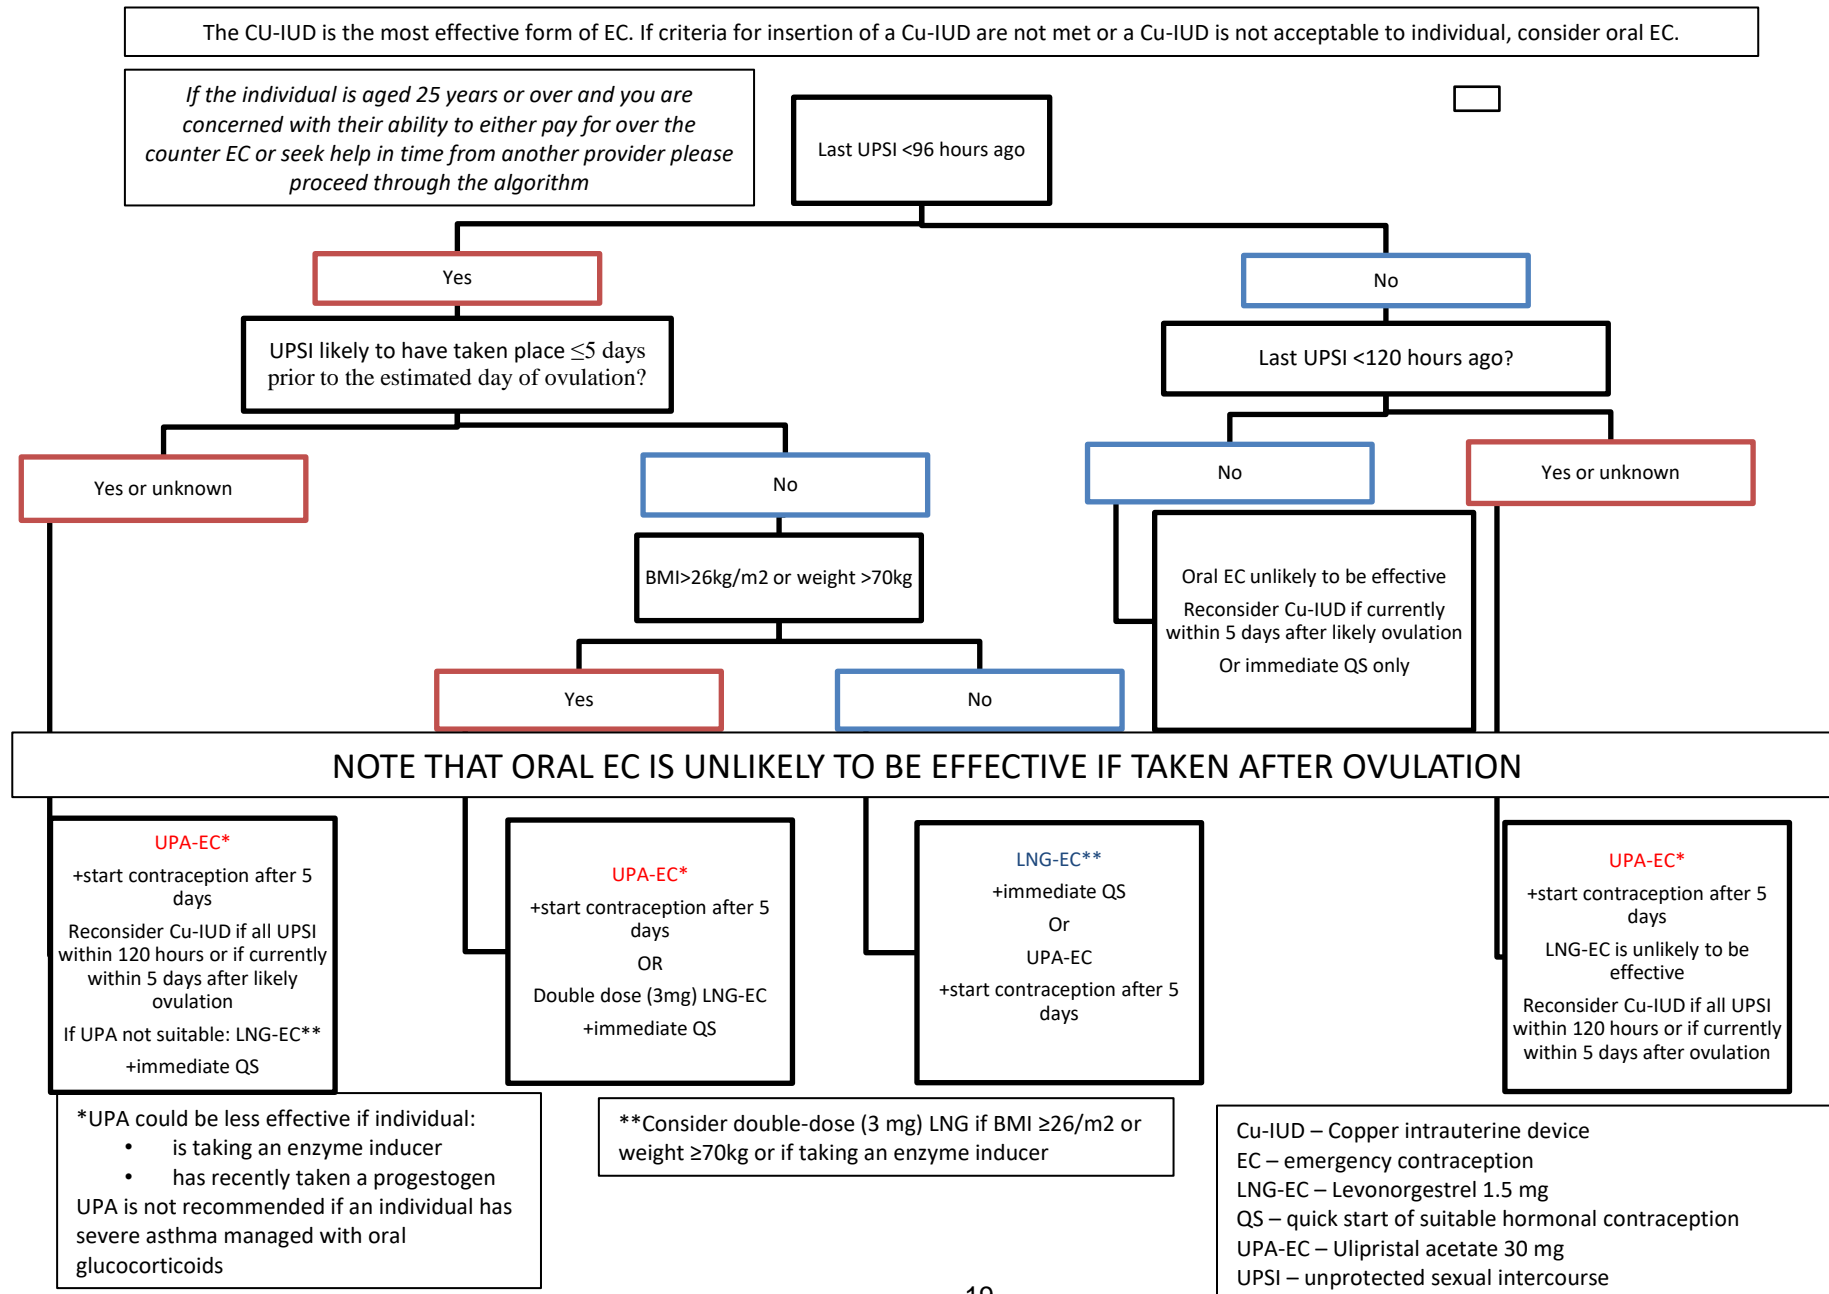 The CU-IUD is the most effective form of EC. If criteria for insertion of a Cu-IUD are not met or a Cu-IUD is not acceptable to individual, consider oral EC.
If the individual is aged 25 years or over and you are
concerned with their ability to either pay for over the
counter EC or seek help in time from another provider please
proceed through the algorithm
Last UPSI <96 hours ago
Yes
No
UPSI likely to have taken place ≤5 days
prior to the estimated day of ovulation?
Last UPSI <120 hours ago?
Yes or unknown
No
No
Yes or unknown
BMI>26kg/m2 or weight >70kg
Oral EC unlikely to be effective
Reconsider Cu-IUD if currently
within 5 days after likely ovulation
Or immediate QS only
Yes
No
NOTE THAT ORAL EC IS UNLIKELY TO BE EFFECTIVE IF TAKEN AFTER OVULATION
UPA-EC*
+start contraception after 5
days
Reconsider Cu-IUD if all UPSI
within 120 hours or if currently
within 5 days after likely
ovulation
If UPA not suitable: LNG-EC**
+immediate QS
UPA-EC*
+start contraception after 5
days
OR
Double dose (3mg) LNG-EC
+immediate QS
LNG-EC**
+immediate QS
Or
UPA-EC
+start contraception after 5
days
UPA-EC*
+start contraception after 5
days
LNG-EC is unlikely to be
effective
Reconsider Cu-IUD if all UPSI
within 120 hours or if currently
within 5 days after ovulation
*UPA could be less effective if individual:
• is taking an enzyme inducer
• has recently taken a progestogen
UPA is not recommended if an individual has
severe asthma managed with oral
glucocorticoids
**Consider double-dose (3 mg) LNG if BMI ≥26/m2 or
weight ≥70kg or if taking an enzyme inducer
Cu-IUD – Copper intrauterine device
EC – emergency contraception
LNG-EC – Levonorgestrel 1.5 mg
QS – quick start of suitable hormonal contraception
UPA-EC – Ulipristal acetate 30 mg
UPSI – unprotected sexual intercourse